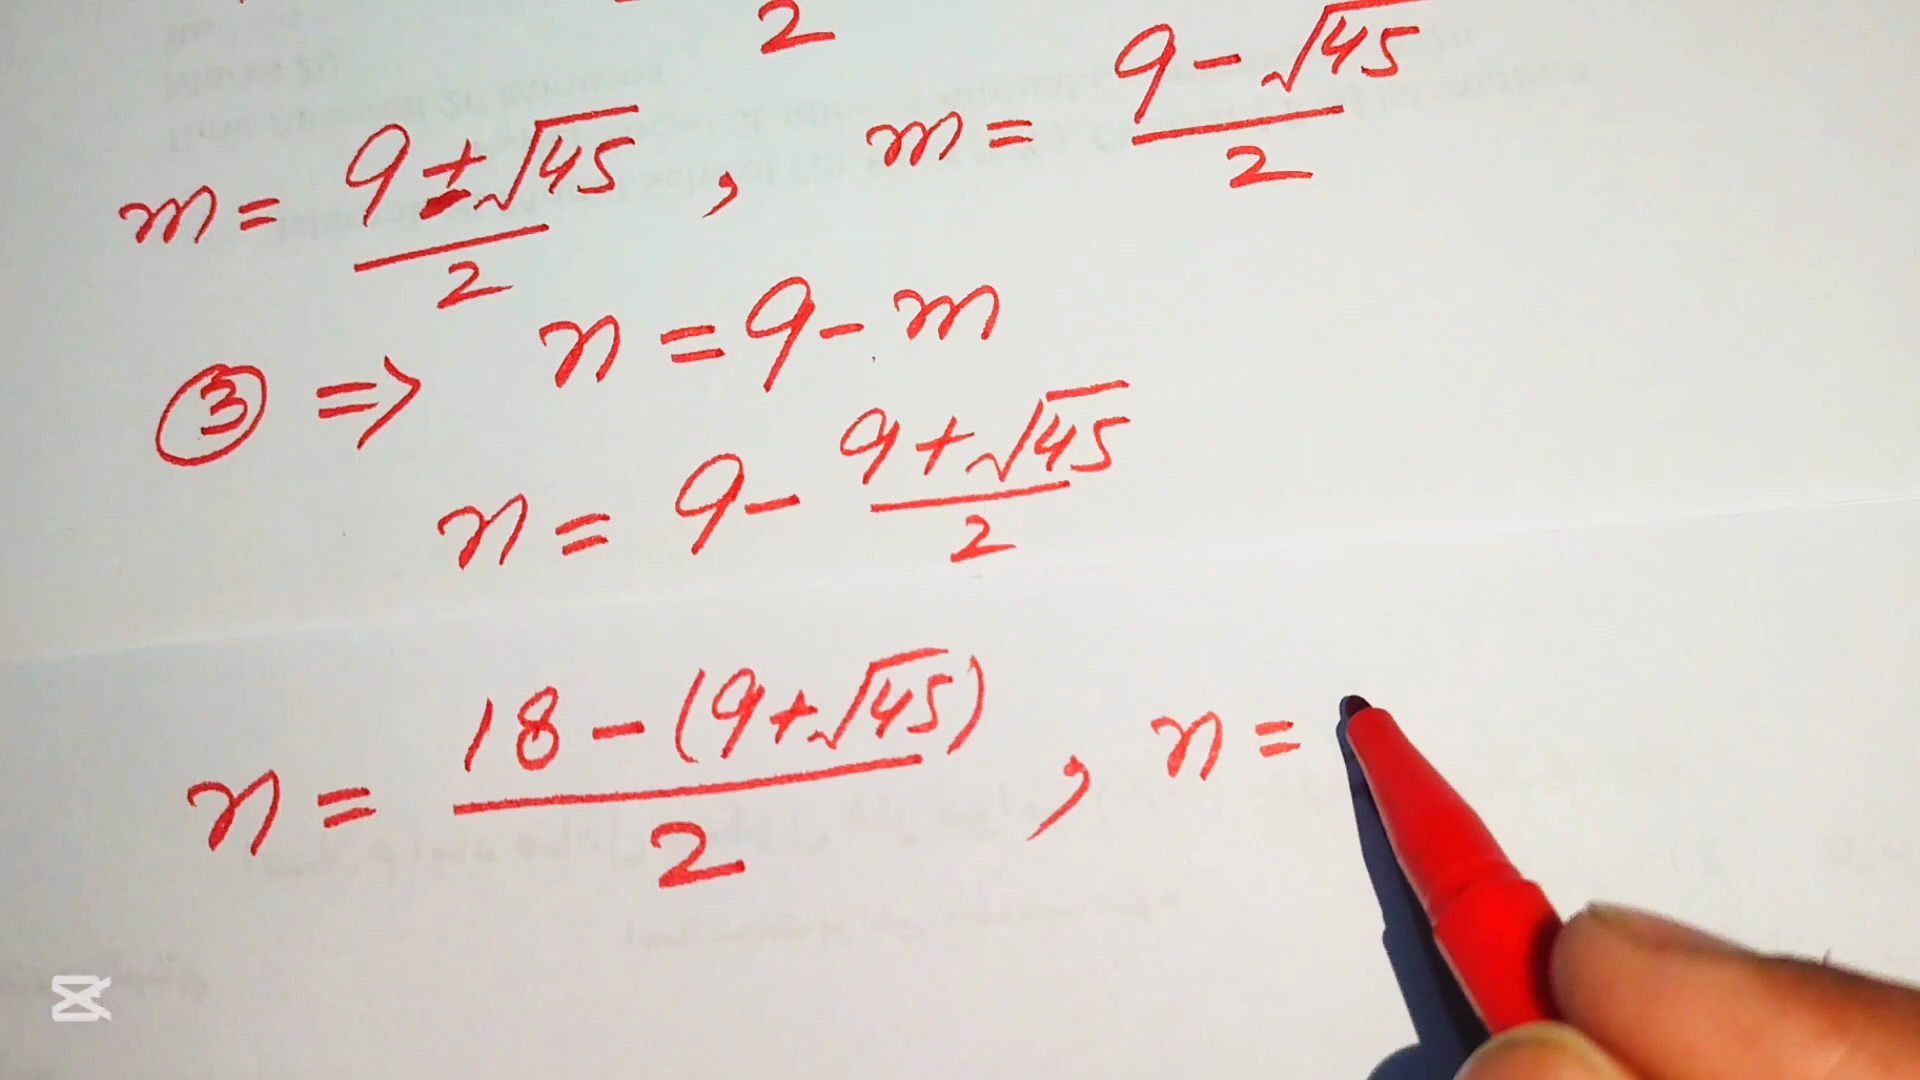 2
m = 9 + √45 / 2 , m = 9 - √45 / 2
③ ⇒ n = 9 - m
n = 9 - 9 + √45 / 2
n = 18 - (9 + √45) / 2 , n =